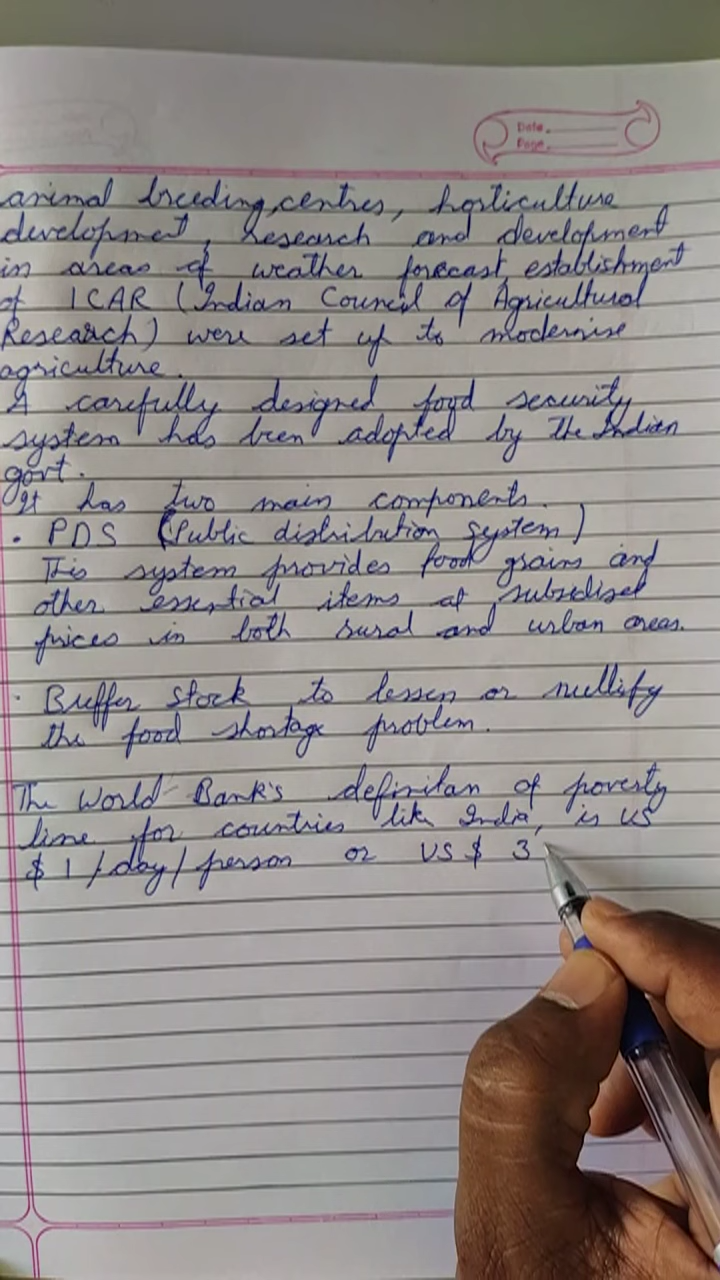 Date
Page
animal breeding, centres, horticulture
development, research and development
in areas of weather forecast, establishment
of ICAR (Indian Council of Agricultural
Research) were set up to modernise
agriculture.
A carefully designed food security
system has been adopted by the Indian
govt.
It has two main components.
• PDS (Public distribution system)
This system provides food grains and
other essential items at subsidised
prices in both rural and urban areas.
• Buffer stock to lessen or nullify
the food shortage problem.
The World Bank's definitan of poverty
line for countries like India, is US
$ 1 / day / person or US $ 3